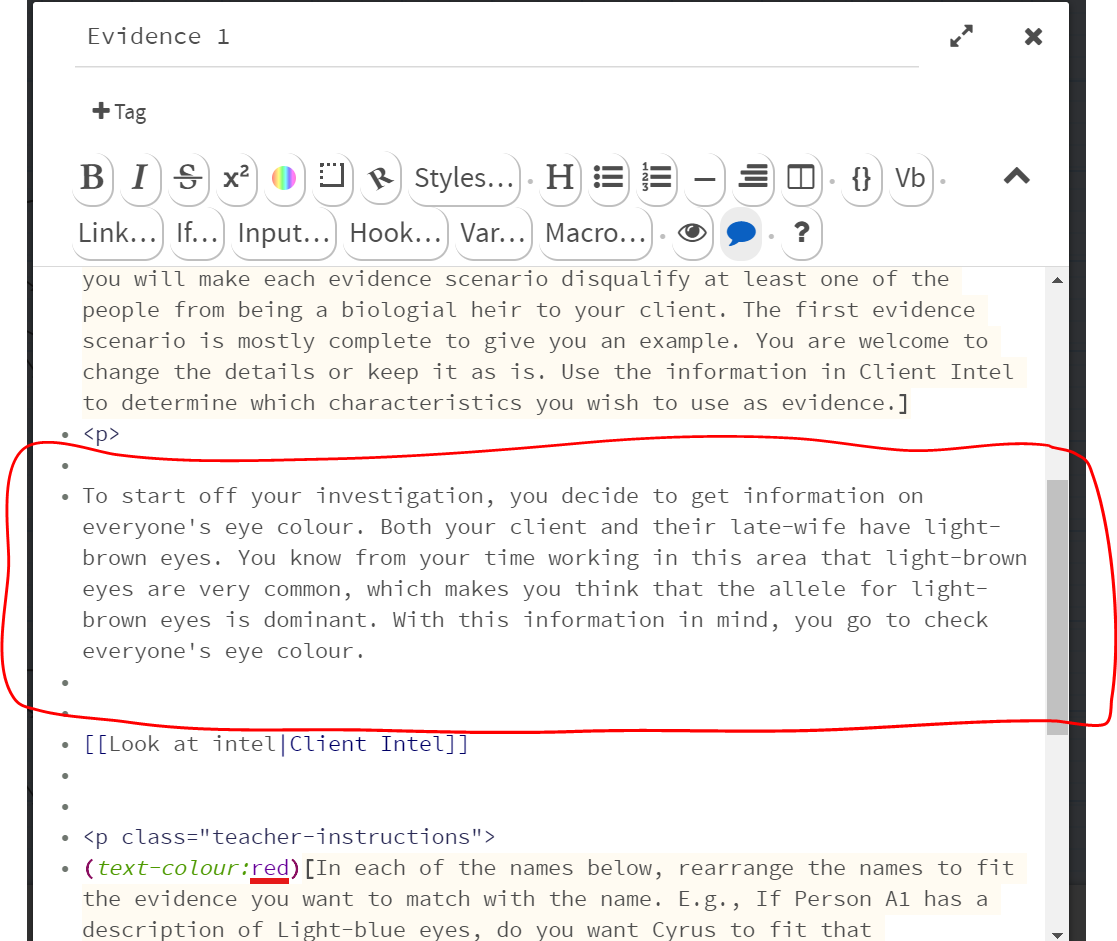 Evidence 1
+ Tag
B I S x² H {} Vb
Styles...
Link... If... Input... Hook... Var... Macro... ?
you will make each evidence scenario disqualify at least one of the
people from being a biologial heir to your client. The first evidence
scenario is mostly complete to give you an example. You are welcome to
change the details or keep it as is. Use the information in Client Intel
to determine which characteristics you wish to use as evidence.]
<p>
To start off your investigation, you decide to get information on
everyone's eye colour. Both your client and their late-wife have light-
brown eyes. You know from your time working in this area that light-brown
eyes are very common, which makes you think that the allele for light-
brown eyes is dominant. With this information in mind, you go to check
everyone's eye colour.
[[Look at intel|Client Intel]]
<p class="teacher-instructions">
(text-colour:red)[In each of the names below, rearrange the names to fit
the evidence you want to match with the name. E.g., If Person A1 has a
description of Light-blue eyes, do you want Cyrus to fit that